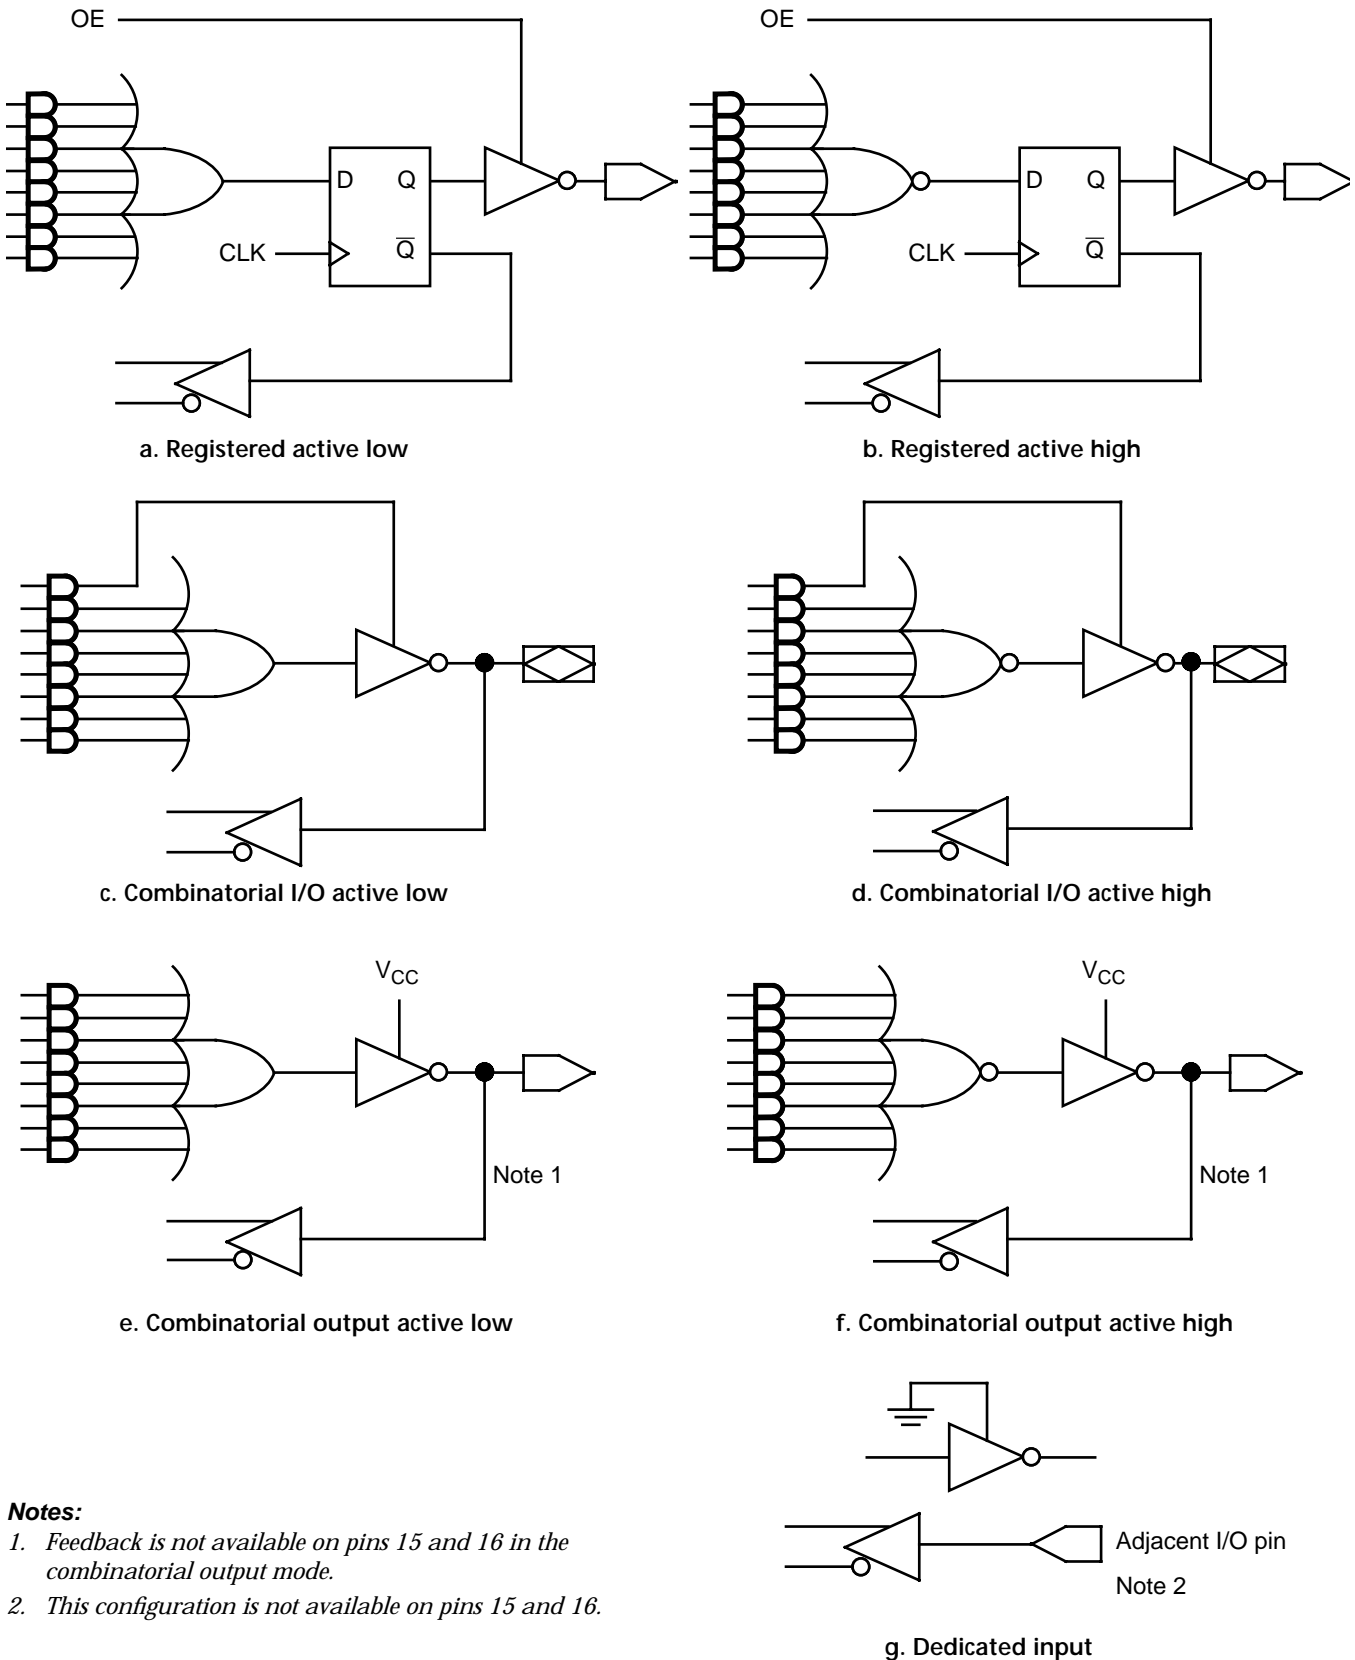 OE
OE
D Q
CLK
Q
D Q
CLK
Q
a. Registered active low
b. Registered active high
c. Combinatorial I/O active low
d. Combinatorial I/O active high
VCC
VCC
Note 1
Note 1
e. Combinatorial output active low
f. Combinatorial output active high
Notes:
1. Feedback is not available on pins 15 and 16 in the
combinatorial output mode.
2. This configuration is not available on pins 15 and 16.
Adjacent I/O pin
Note 2
g. Dedicated input